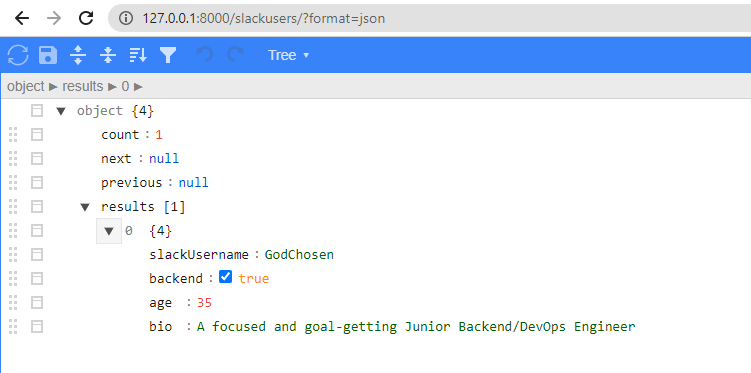 127.0.0.1:8000/slackusers/?format=json
Tree ▾
object ▶ results ▶ 0 ▶
▼ object {4}
count : 1
next : null
previous : null
▼ results [1]
▼ 0 {4}
slackUsername : GodChosen
backend : true
age : 35
bio : A focused and goal-getting Junior Backend/DevOps Engineer